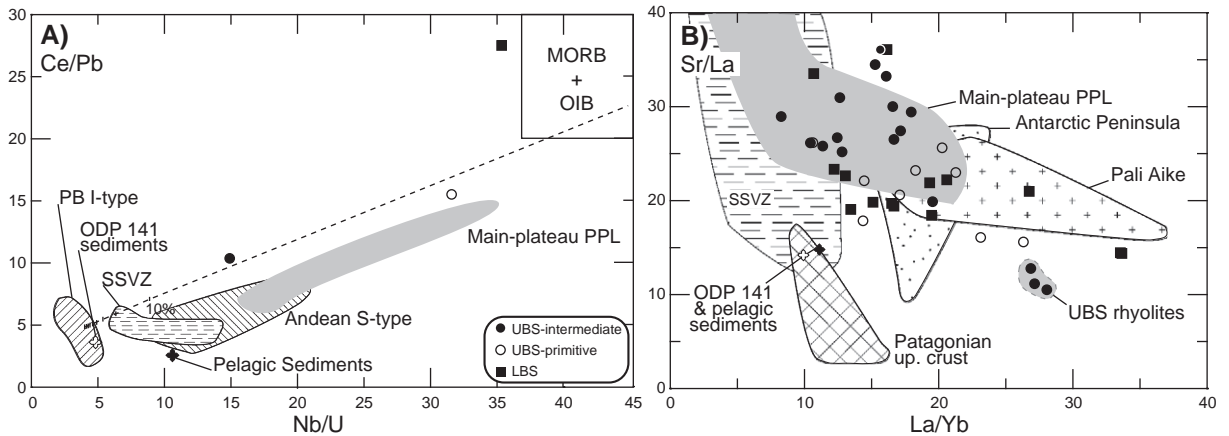 A)
Ce/Pb
30
25
20
15
10
5
0
MORB
+
OIB
PB I-type
ODP 141
sediments
SSVZ
10%
Main-plateau PPL
Andean S-type
Pelagic Sediments
UBS-intermediate
UBS-primitive
LBS
0 5 10 15 20 25 30 35 40 45
Nb/U
B)
Sr/La
40
30
20
10
0
Main-plateau PPL
Antarctic Peninsula
Pali Aike
SSVZ
ODP 141
& pelagic
sediments
UBS rhyolites
Patagonian
up. crust
0 10 20 30 40
La/Yb